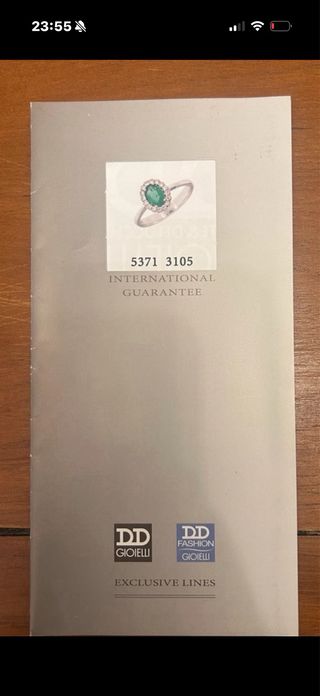 23:55
5371 3105
INTERNATIONAL
GUARANTEE
DD
GIOIELLI
DD
FASHION
GIOIELLI
EXCLUSIVE LINES